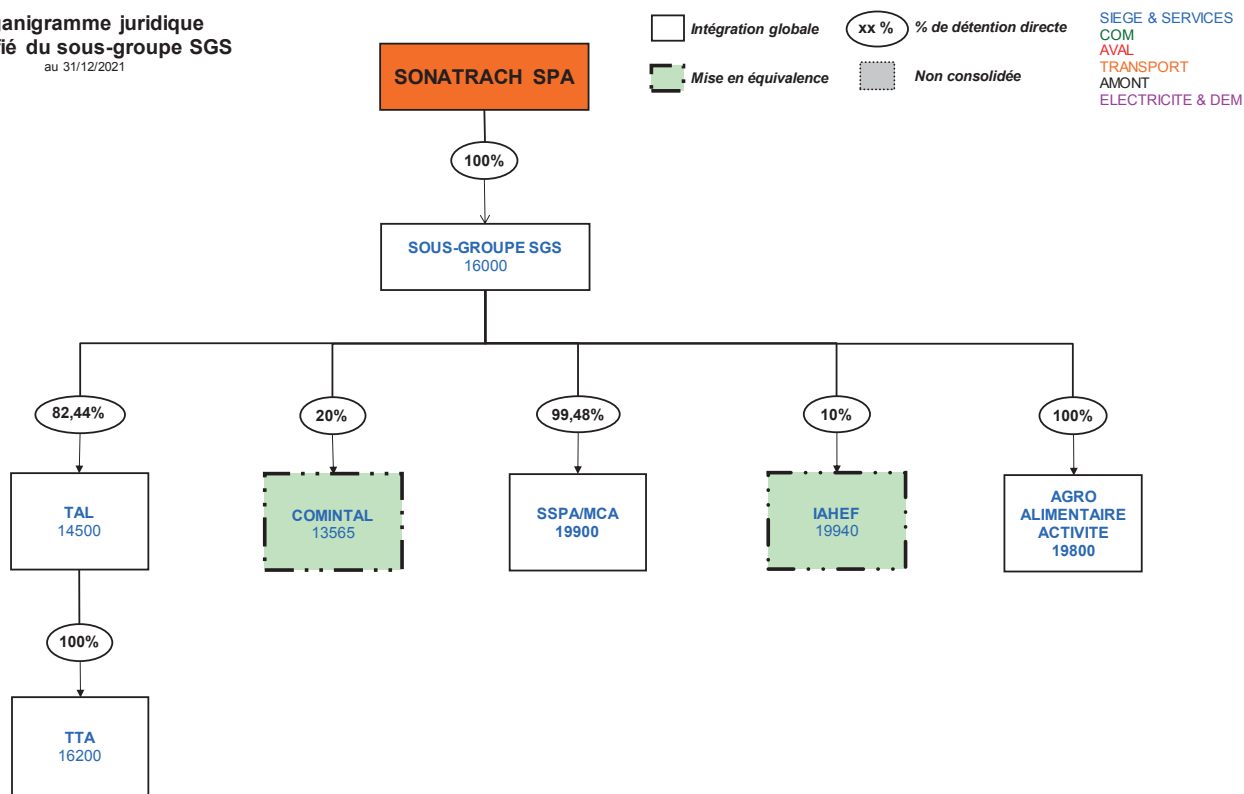 ganigramme juridique
fié du sous-groupe SGS
au 31/12/2021
Intégration globale
xx %
% de détention directe
Mise en équivalence
Non consolidée
SIEGE & SERVICES
COM
AVAL
TRANSPORT
AMONT
ELECTRICITE & DEM
SONATRACH SPA
100%
SOUS-GROUPE SGS
16000
82,44%
20%
99,48%
10%
100%
TAL
14500
COMINTAL
13565
SSPA/MCA
19900
IAHEF
19940
AGRO
ALIMENTAIRE
ACTIVITE
19800
100%
TTA
16200